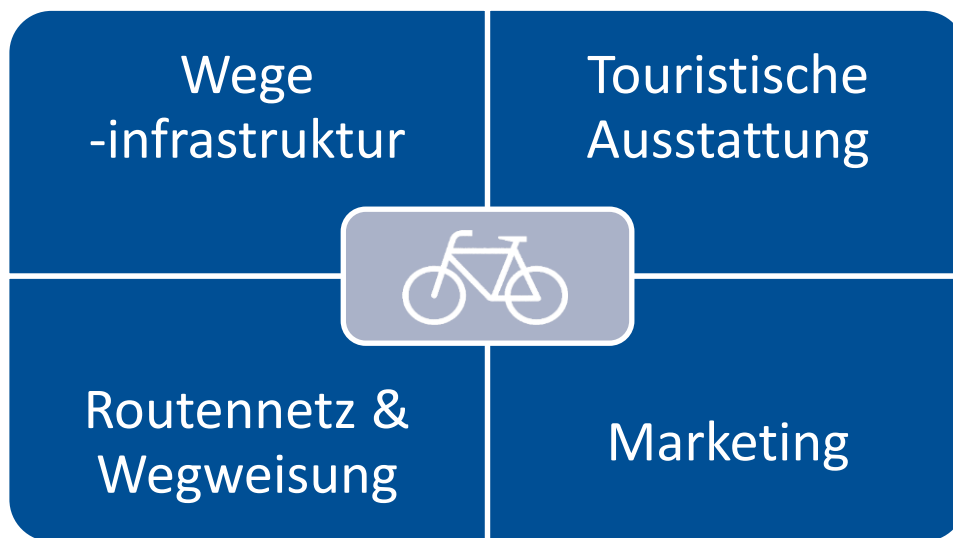 Wege
-infrastruktur
Touristische
Ausstattung
Routennetz &
Wegweisung
Marketing